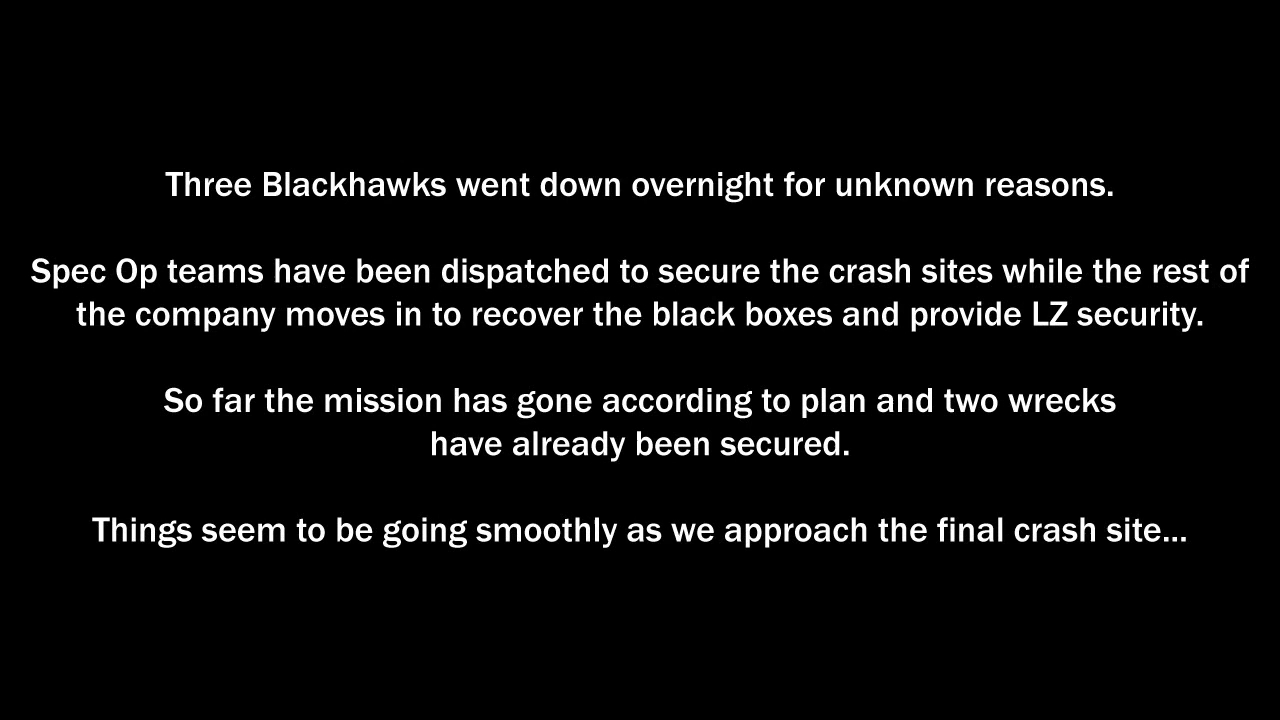 Three Blackhawks went down overnight for unknown reasons.
Spec Op teams have been dispatched to secure the crash sites while the rest of
the company moves in to recover the black boxes and provide LZ security.
So far the mission has gone according to plan and two wrecks
have already been secured.
Things seem to be going smoothly as we approach the final crash site...